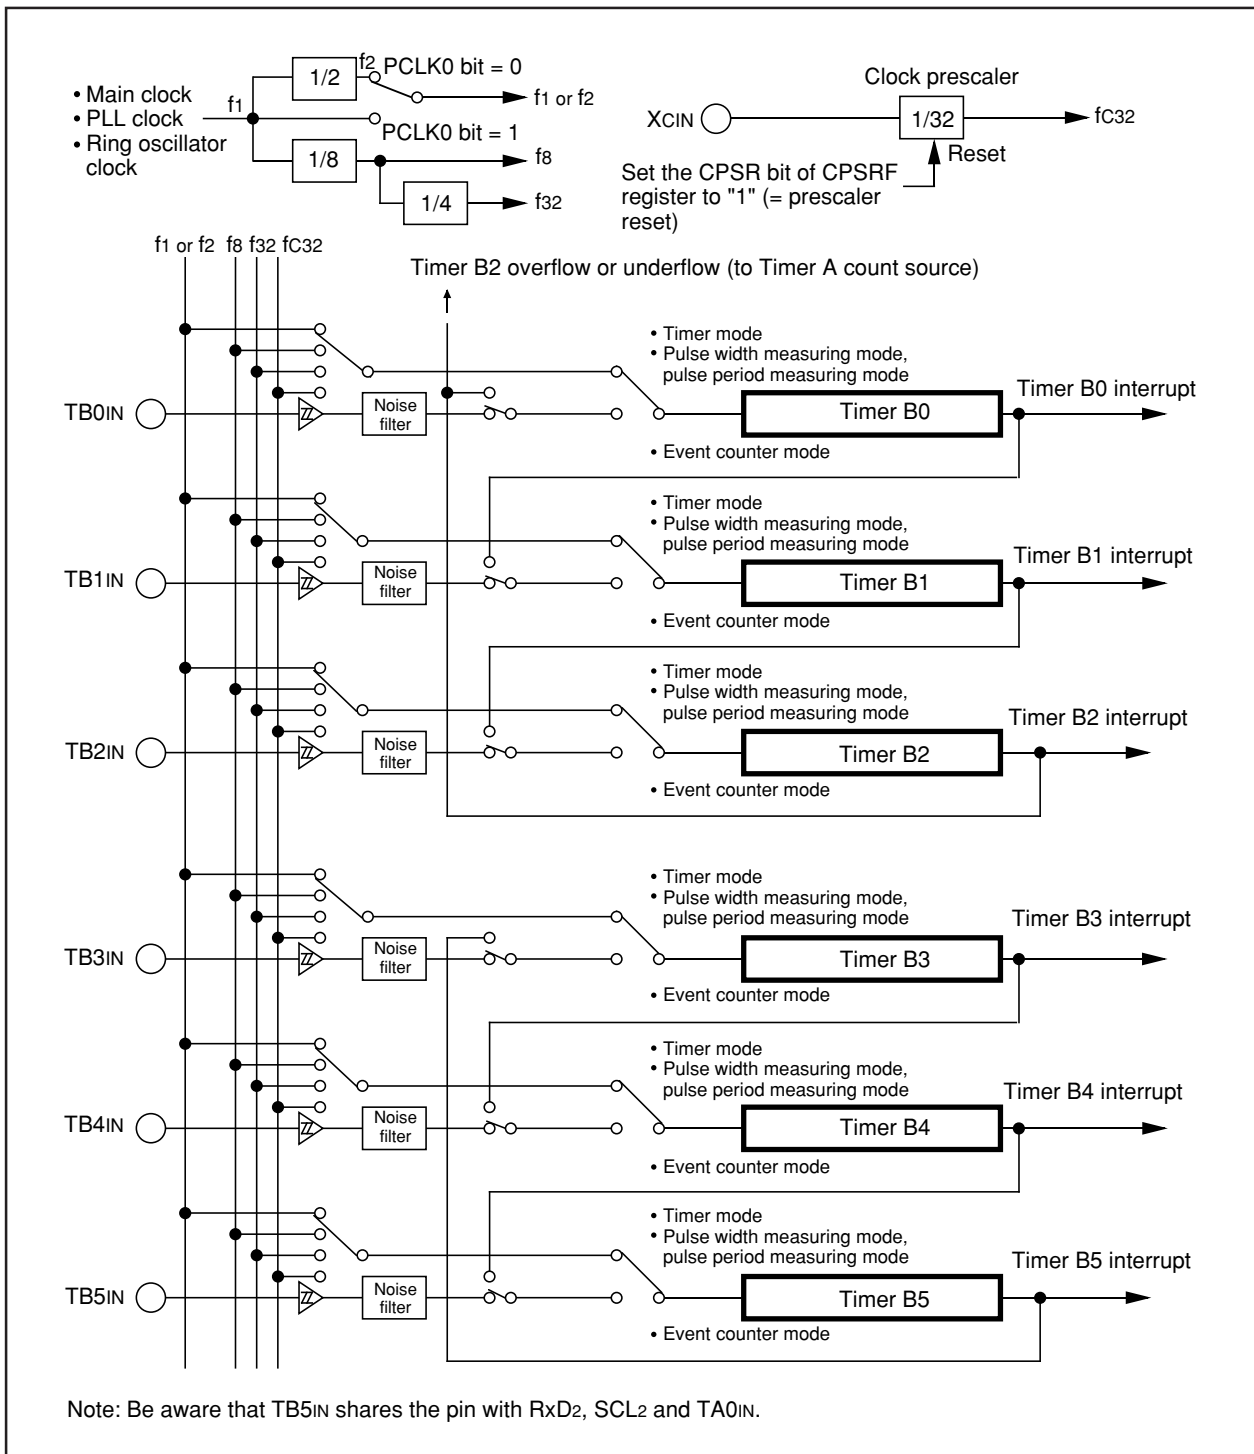 • Main clock
• PLL clock
• Ring oscillator
clock
f1
1/2
f2
PCLK0 bit = 0
f1 or f2
PCLK0 bit = 1
1/8
f8
1/4
f32
Clock prescaler
XCIN
1/32
fC32
Reset
Set the CPSR bit of CPSRF
register to "1" (= prescaler
reset)
f1 or f2 f8 f32 fC32
Timer B2 overflow or underflow (to Timer A count source)
• Timer mode
• Pulse width measuring mode,
pulse period measuring mode
TB0IN
Noise
filter
Timer B0
Timer B0 interrupt
• Event counter mode
• Timer mode
• Pulse width measuring mode,
pulse period measuring mode
TB1IN
Noise
filter
Timer B1
Timer B1 interrupt
• Event counter mode
• Timer mode
• Pulse width measuring mode,
pulse period measuring mode
TB2IN
Noise
filter
Timer B2
Timer B2 interrupt
• Event counter mode
• Timer mode
• Pulse width measuring mode,
pulse period measuring mode
TB3IN
Noise
filter
Timer B3
Timer B3 interrupt
• Event counter mode
• Timer mode
• Pulse width measuring mode,
pulse period measuring mode
TB4IN
Noise
filter
Timer B4
Timer B4 interrupt
• Event counter mode
• Timer mode
• Pulse width measuring mode,
pulse period measuring mode
TB5IN
Noise
filter
Timer B5
Timer B5 interrupt
• Event counter mode
Note: Be aware that TB5IN shares the pin with RxD2, SCL2 and TA0IN.